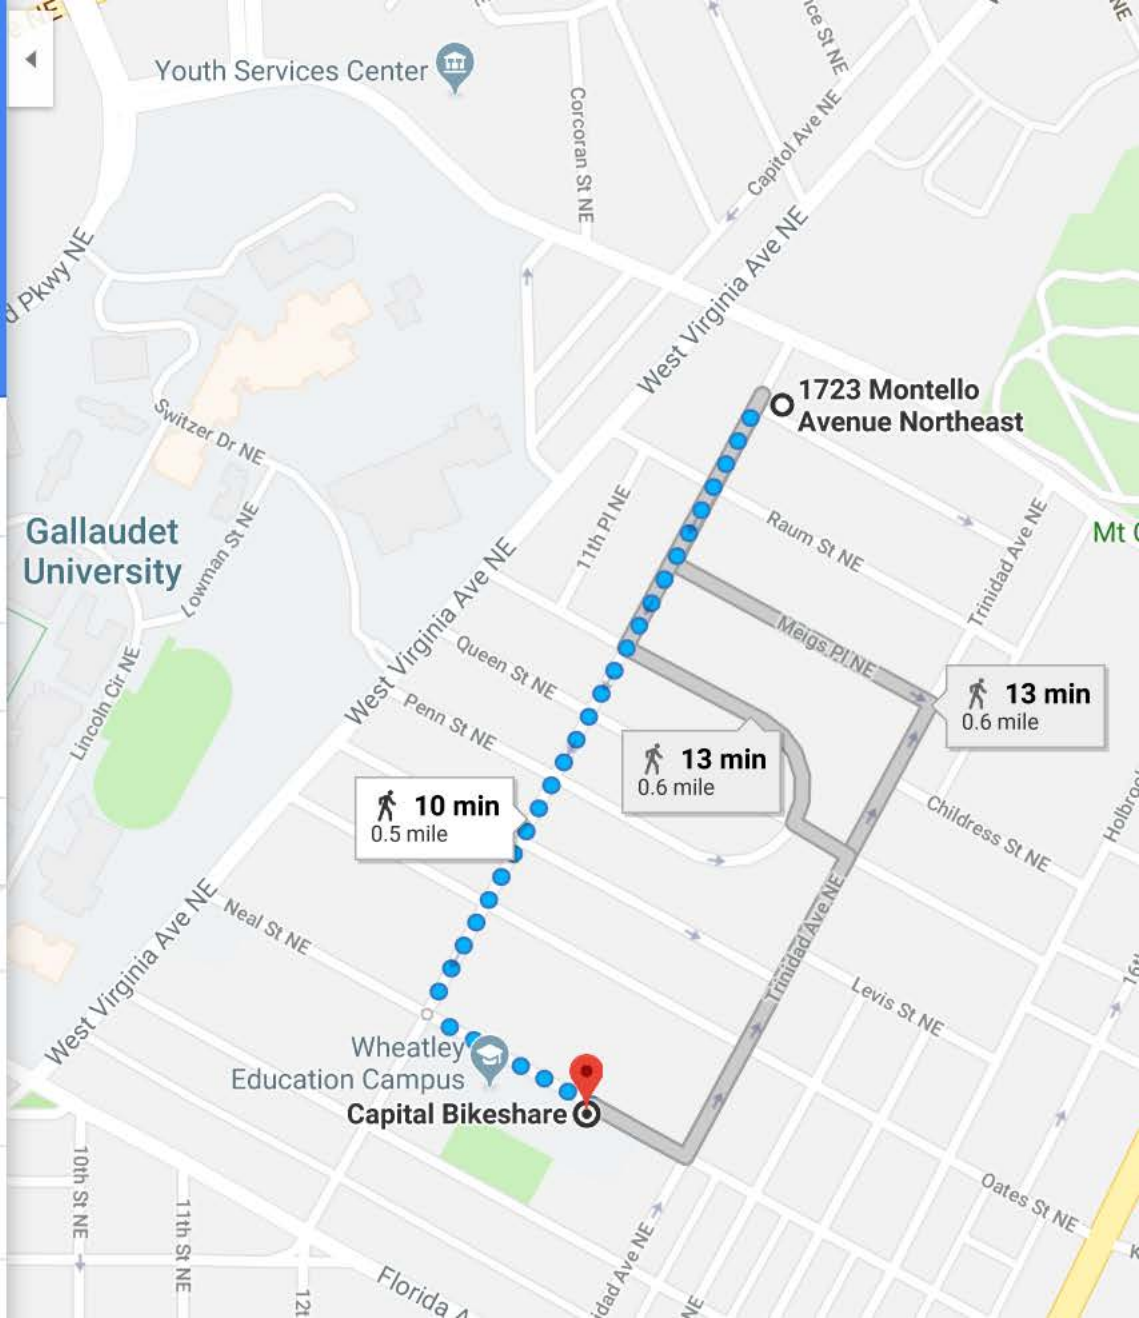 Youth Services Center
Corcoran St NE
Capitol Ave NE
West Virginia Ave NE
Pkwy NE
1723 Montello
Avenue Northeast
Switzer Dr NE
Gallaudet
University
Lowman St NE
11th Pl NE
Raum St NE
Trinidad Ave NE
West Virginia Ave NE
Lincoln Cir NE
Queen St NE
Meigs Pl NE
Penn St NE
13 min
0.6 mile
13 min
0.6 mile
10 min
0.5 mile
Childress St NE
West Virginia Ave NE
Neal St NE
Trinidad Ave NE
Levis St NE
Wheatley
Education Campus
Capital Bikeshare
10th St NE
11th St NE
Oates St NE
Ave NE
NE
Florida